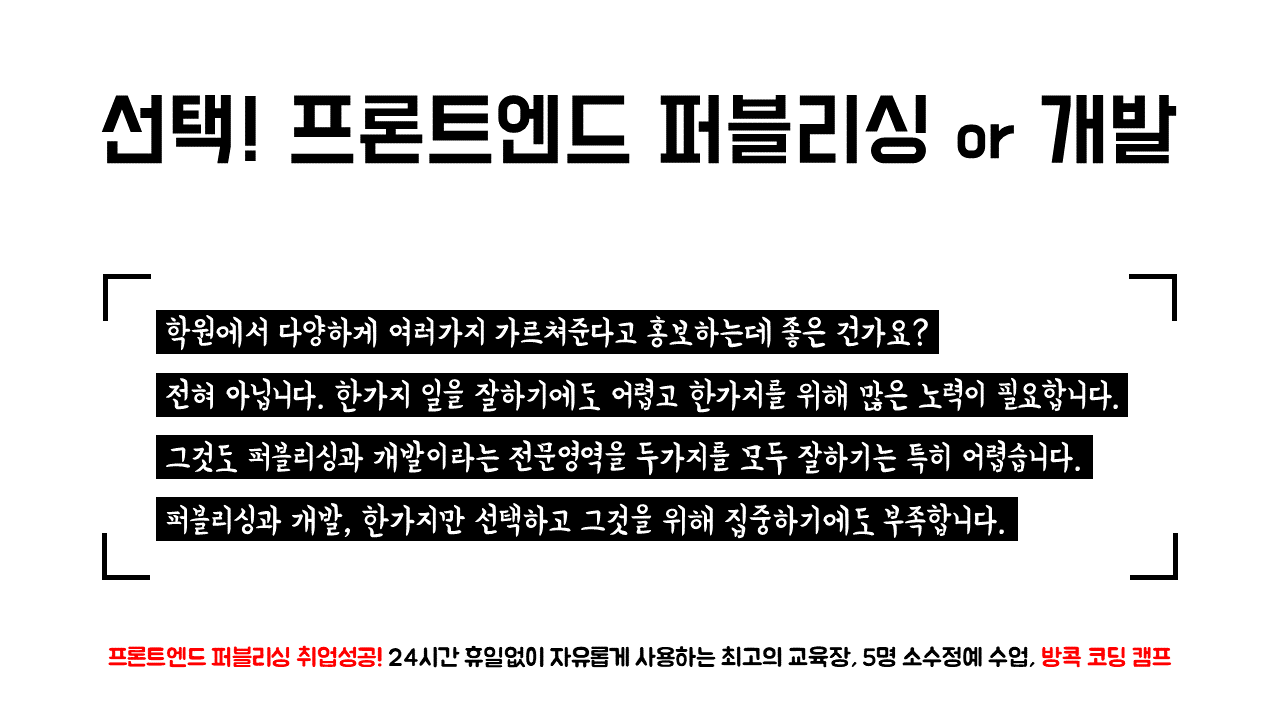 선택! 프론트엔드 퍼블리싱 or 개발
학원에서 다양하게 여러가지 가르쳐준다고 홍보하는데 좋은 건가요?
전혀 아닙니다. 한가지 일을 잘하기에도 어렵고 한가지를 위해 많은 노력이 필요합니다.
그것도 퍼블리싱과 개발이라는 전문영역을 두가지를 모두 잘하기는 특히 어렵습니다.
퍼블리싱과 개발, 한가지만 선택하고 그것을 위해 집중하기에도 부족합니다.
프론트엔드 퍼블리싱 취업성공! 24시간 휴일없이 자유롭게 사용하는 최고의 교육장, 5명 소수정예 수업, 방콕 코딩 캠프